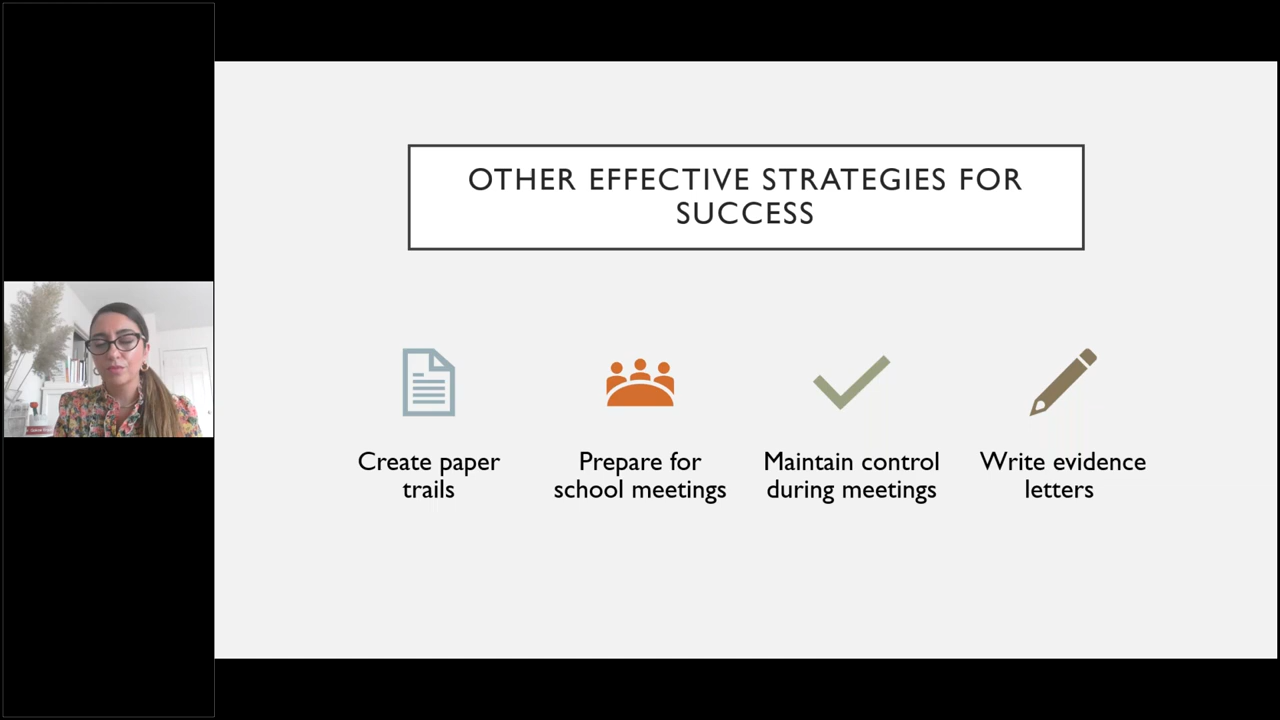 OTHER EFFECTIVE STRATEGIES FOR
SUCCESS
Create paper
trails
Prepare for
school meetings
Maintain control
during meetings
Write evidence
letters